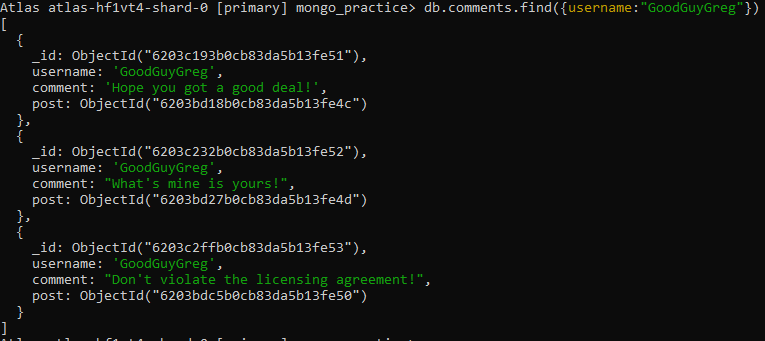 Atlas atlas-hf1vt4-shard-0 [primary] mongo_practice> db.comments.find({username:"GoodGuyGreg"})
[
  {
    _id: ObjectId("6203c193b0cb83da5b13fe51"),
    username: 'GoodGuyGreg',
    comment: 'Hope you got a good deal!',
    post: ObjectId("6203bd18b0cb83da5b13fe4c")
  },
  {
    _id: ObjectId("6203c232b0cb83da5b13fe52"),
    username: 'GoodGuyGreg',
    comment: "What's mine is yours!",
    post: ObjectId("6203bd27b0cb83da5b13fe4d")
  },
  {
    _id: ObjectId("6203c2ffb0cb83da5b13fe53"),
    username: 'GoodGuyGreg',
    comment: "Don't violate the licensing agreement!",
    post: ObjectId("6203bdc5b0cb83da5b13fe50")
  }
]